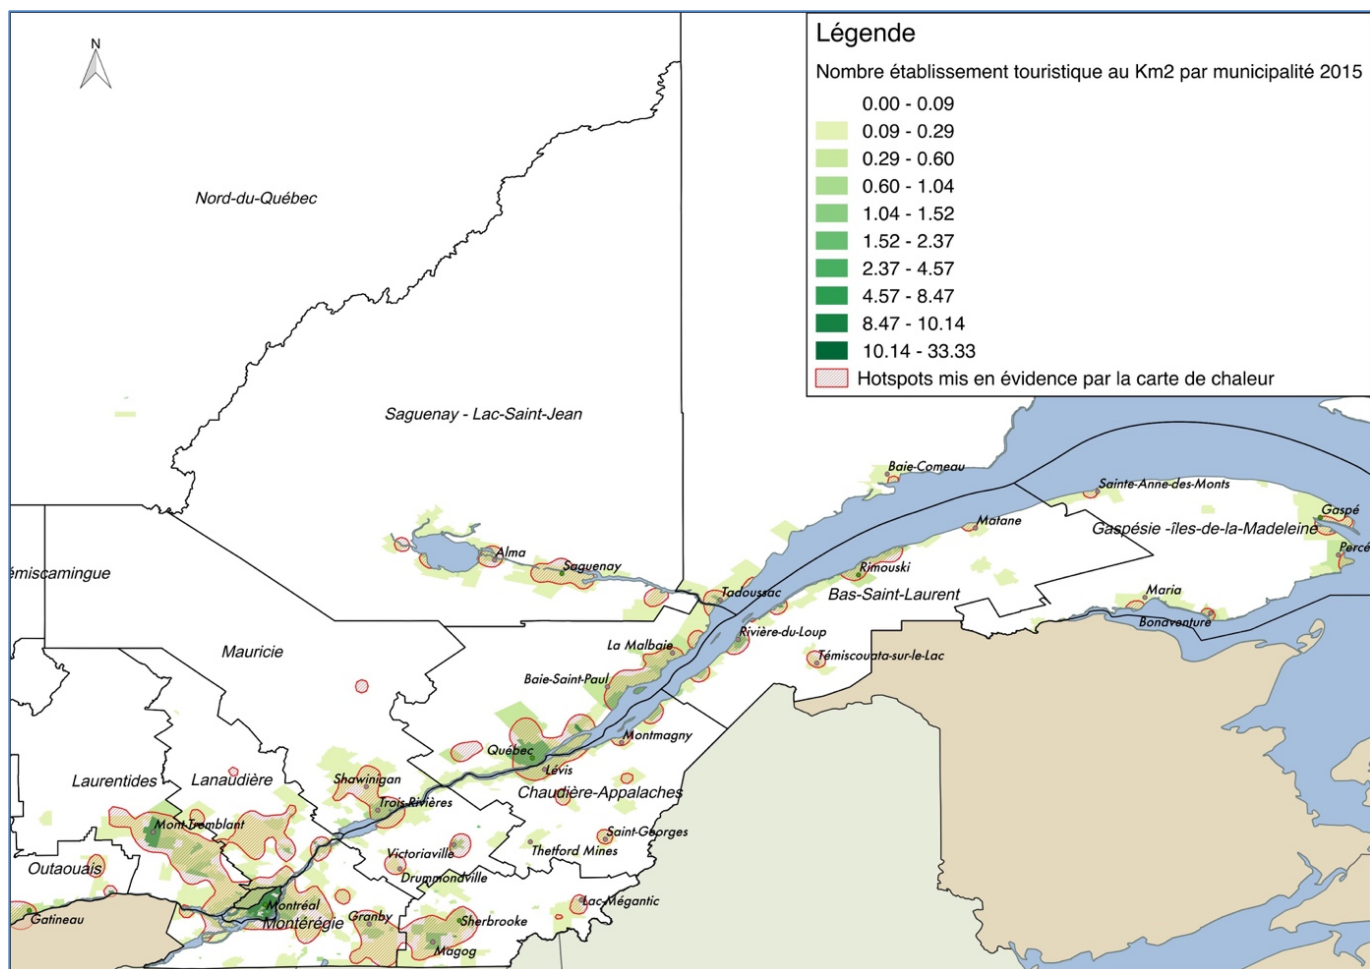 N
Légende
Nombre établissement touristique au Km2 par municipalité 2015
0.00 - 0.09
0.09 - 0.29
0.29 - 0.60
0.60 - 1.04
1.04 - 1.52
1.52 - 2.37
2.37 - 4.57
4.57 - 8.47
8.47 - 10.14
10.14 - 33.33
Hotspots mis en évidence par la carte de chaleur
Nord-du-Québec
Saguenay - Lac-Saint-Jean
Baie-Comeau
Sainte-Anne-des-Monts
Gaspé
Matane
Gaspésie -îles-de-la-Madeleine
Alma
Percé
Saguenay
Rimouski
émiscamingue
Tadoussac
Bas-Saint-Laurent
Maria
Bonaventure
Rivière-du-Loup
Mauricie
La Malbaie
Témiscouata-sur-le-Lac
Baie-Saint-Paul
Montmagny
Québec
Lévis
Laurentides
Lanaudière
Shawinigan
Chaudière-Appalaches
Trois-Rivières
Mont-Tremblant
Saint-Georges
Victoriaville
Thetford Mines
Outaouais
Drummondville
Lac-Mégantic
Montréal
Gatineau
Granby
Sherbrooke
Montérégie
Magog